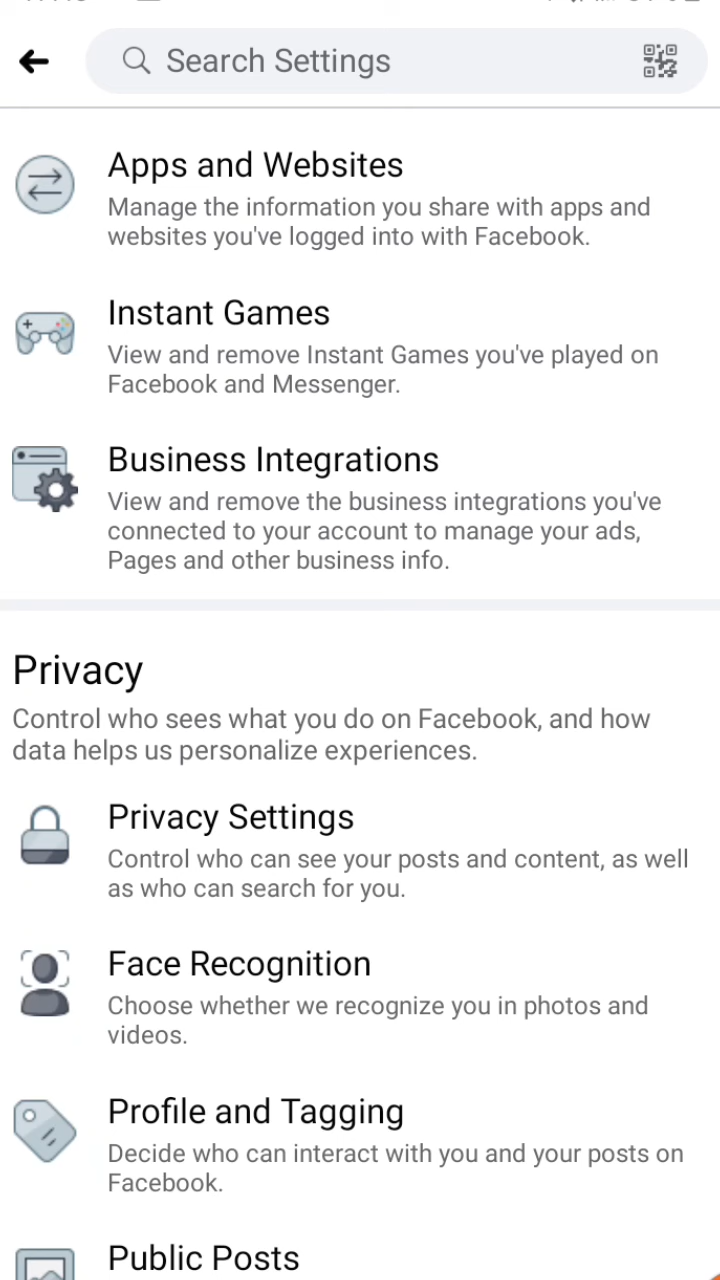 Search Settings
Apps and Websites
Manage the information you share with apps and
websites you've logged into with Facebook.
Instant Games
View and remove Instant Games you've played on
Facebook and Messenger.
Business Integrations
View and remove the business integrations you've
connected to your account to manage your ads,
Pages and other business info.
Privacy
Control who sees what you do on Facebook, and how
data helps us personalize experiences.
Privacy Settings
Control who can see your posts and content, as well
as who can search for you.
Face Recognition
Choose whether we recognize you in photos and
videos.
Profile and Tagging
Decide who can interact with you and your posts on
Facebook.
Public Posts